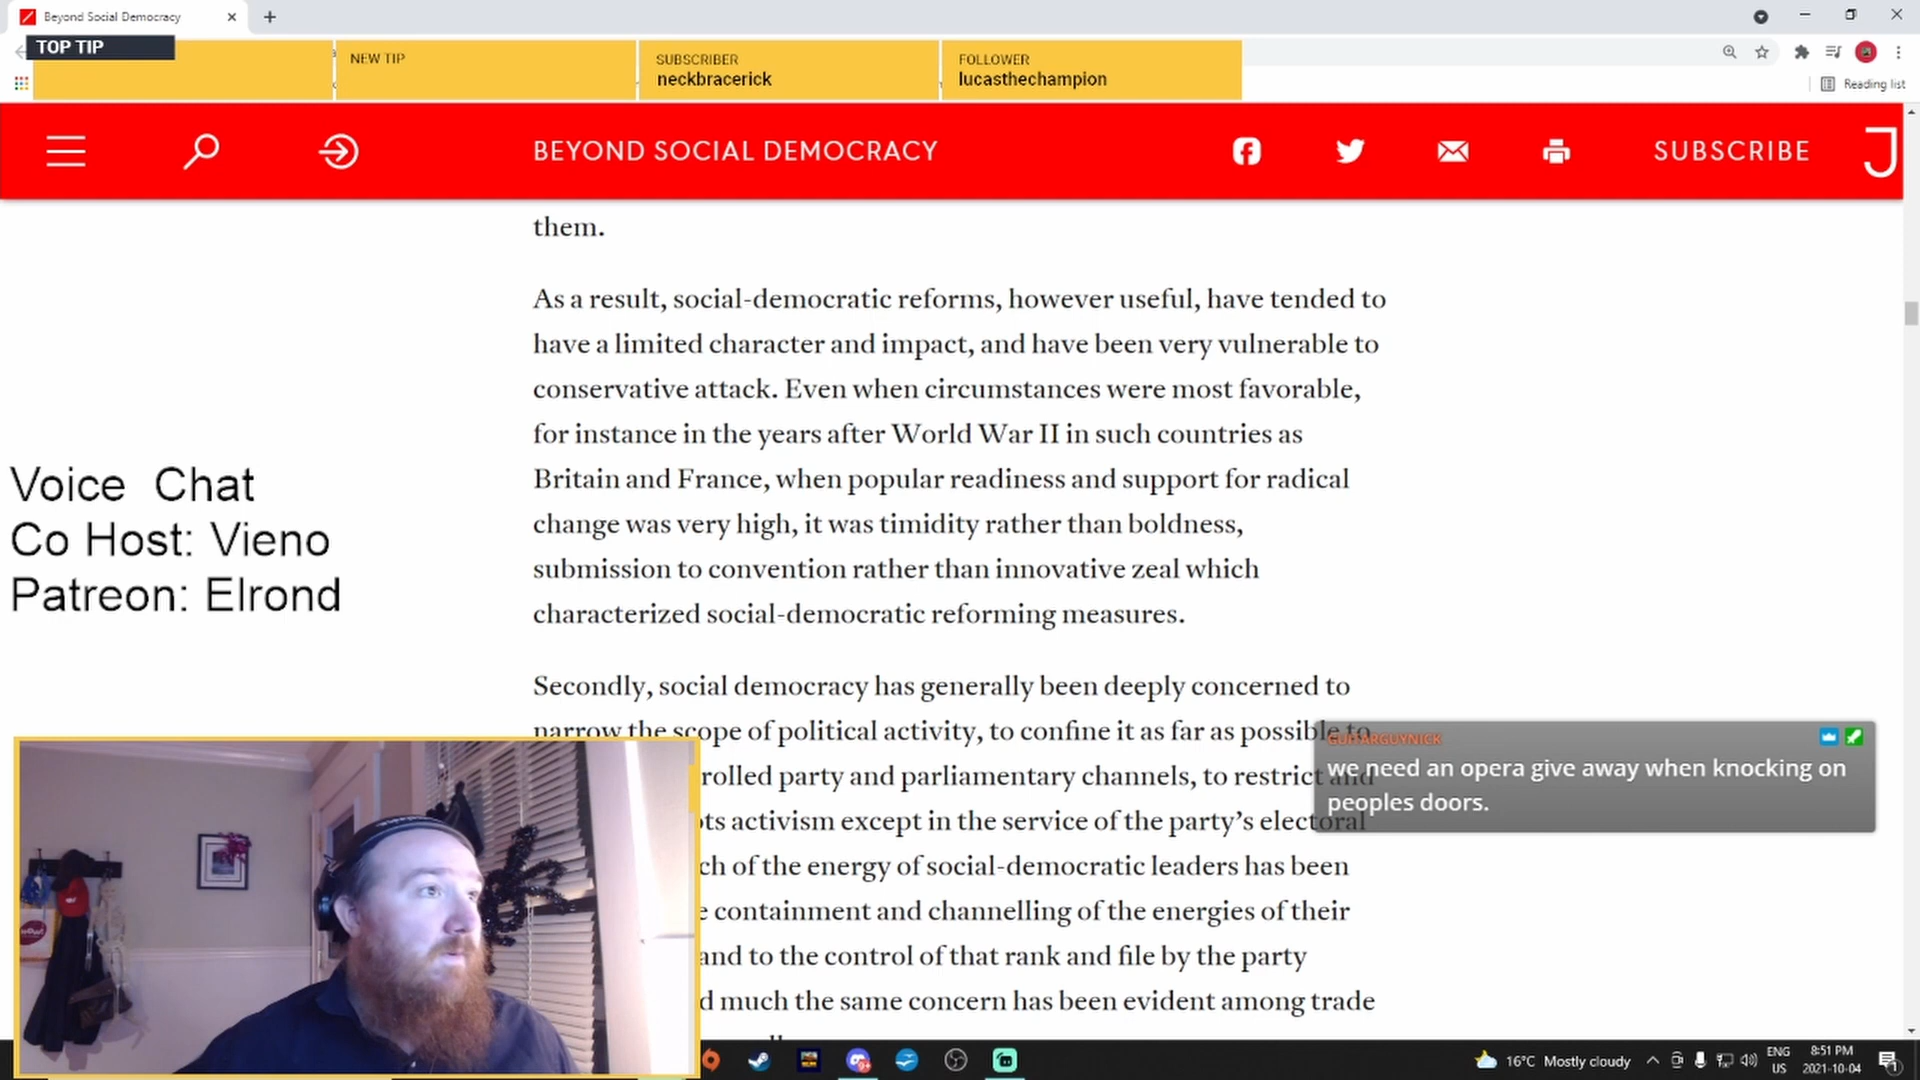 Beyond Social Democracy
TOP TIP
NEW TIP
SUBSCRIBER
neckbracerick
FOLLOWER
lucasthechampion
Reading list
BEYOND SOCIAL DEMOCRACY
SUBSCRIBE
J
them.
As a result, social-democratic reforms, however useful, have tended to
have a limited character and impact, and have been very vulnerable to
conservative attack. Even when circumstances were most favorable,
for instance in the years after World War II in such countries as
Britain and France, when popular readiness and support for radical
change was very high, it was timidity rather than boldness,
submission to convention rather than innovative zeal which
characterized social-democratic reforming measures.
Voice Chat
Co Host: Vieno
Patreon: Elrond
Secondly, social democracy has generally been deeply concerned to
narrow the scope of political activity, to confine it as far as possible to
rolled party and parliamentary channels, to restrict and
ots activism except in the service of the party's electoral
ch of the energy of social-democratic leaders has been
e containment and channelling of the energies of their
and to the control of that rank and file by the party
d much the same concern has been evident among trade
GUITARGUYNICK
we need an opera give away when knocking on
peoples doors.
16°C Mostly cloudy
ENG
US
8:51 PM
2021-10-04